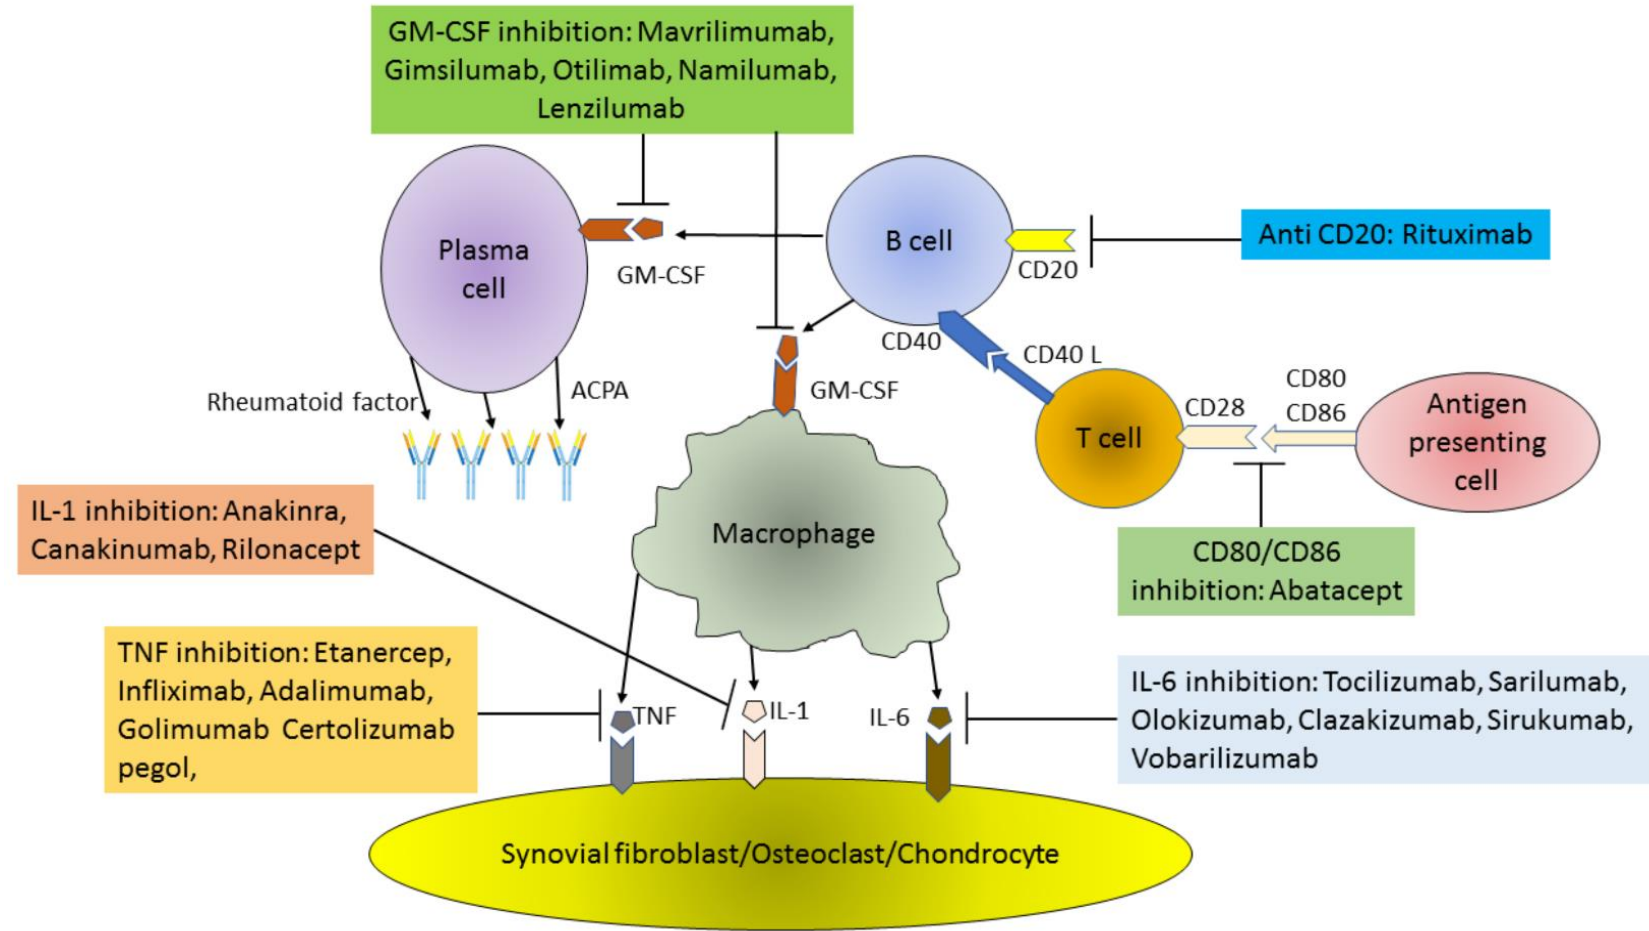 GM-CSF inhibition: Mavrilimumab,
Gimsilumab, Otilimab, Namilumab,
Lenzilumab
Plasma
cell
GM-CSF
B cell
CD20
Anti CD20: Rituximab
CD40
CD40 L
GM-CSF
Rheumatoid factor
ACPA
T cell
CD28
CD80
CD86
Antigen
presenting
cell
IL-1 inhibition: Anakinra,
Canakinumab, Rilonacept
Macrophage
CD80/CD86
inhibition: Abatacept
TNF inhibition: Etanercep,
Infliximab, Adalimumab,
Golimumab Certolizumab
pegol,
TNF
IL-1
IL-6
IL-6 inhibition: Tocilizumab, Sarilumab,
Olokizumab, Clazakizumab, Sirukumab,
Vobarilizumab
Synovial fibroblast/Osteoclast/Chondrocyte